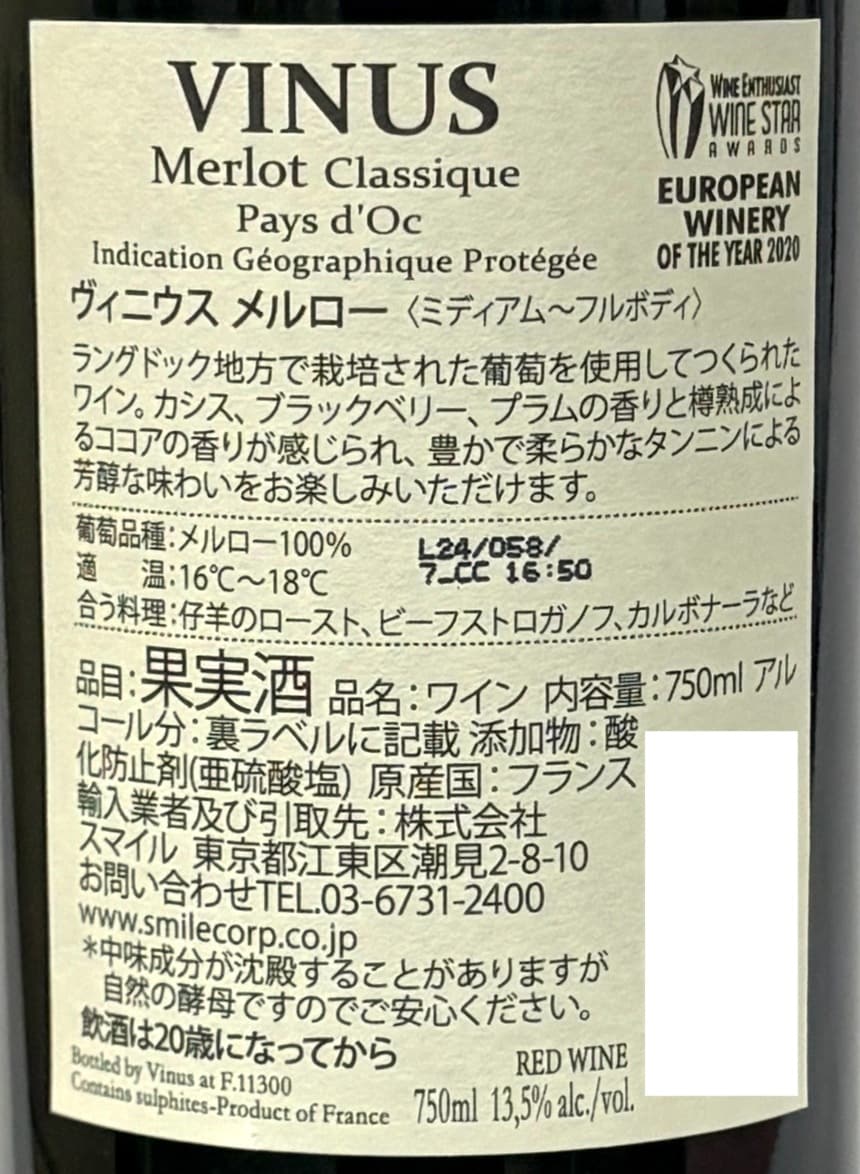 VINUS
Merlot Classique
Pays d'Oc
Indication Géographique Protégée
WINE ENTHUSIAST
WINE STAR
AWARDS
EUROPEAN
WINERY
OF THE YEAR 2020
ヴィニウス メルロー〈ミディアム〜フルボディ〉
ラングドック地方で栽培された葡萄を使用してつくられた
ワイン。カシス、ブラックベリー、プラムの香りと樽熟成によ
るココアの香りが感じられ、豊かで柔らかなタンニンによる
芳醇な味わいをお楽しみいただけます。
葡萄品種:メルロー100%
適 温:16℃〜18℃
L24/058/
7_CC 16:50
合う料理:仔羊のロースト、ビーフストロガノフ、カルボナーラなど
品目:果実酒 品名:ワイン 内容量:750ml アル
コール分:裏ラベルに記載 添加物:酸
化防止剤(亜硫酸塩) 原産国:フランス
輸入業者及び引取先:株式会社
スマイル 東京都江東区潮見2-8-10
お問い合わせTEL.03-6731-2400
www.smilecorp.co.jp
*中味成分が沈殿することがありますが
自然の酵母ですのでご安心ください。
飲酒は20歳になってから
Bottled by Vinus at F.11300
Contains sulphites-Product of France
RED WINE
750ml 13,5% alc./vol.